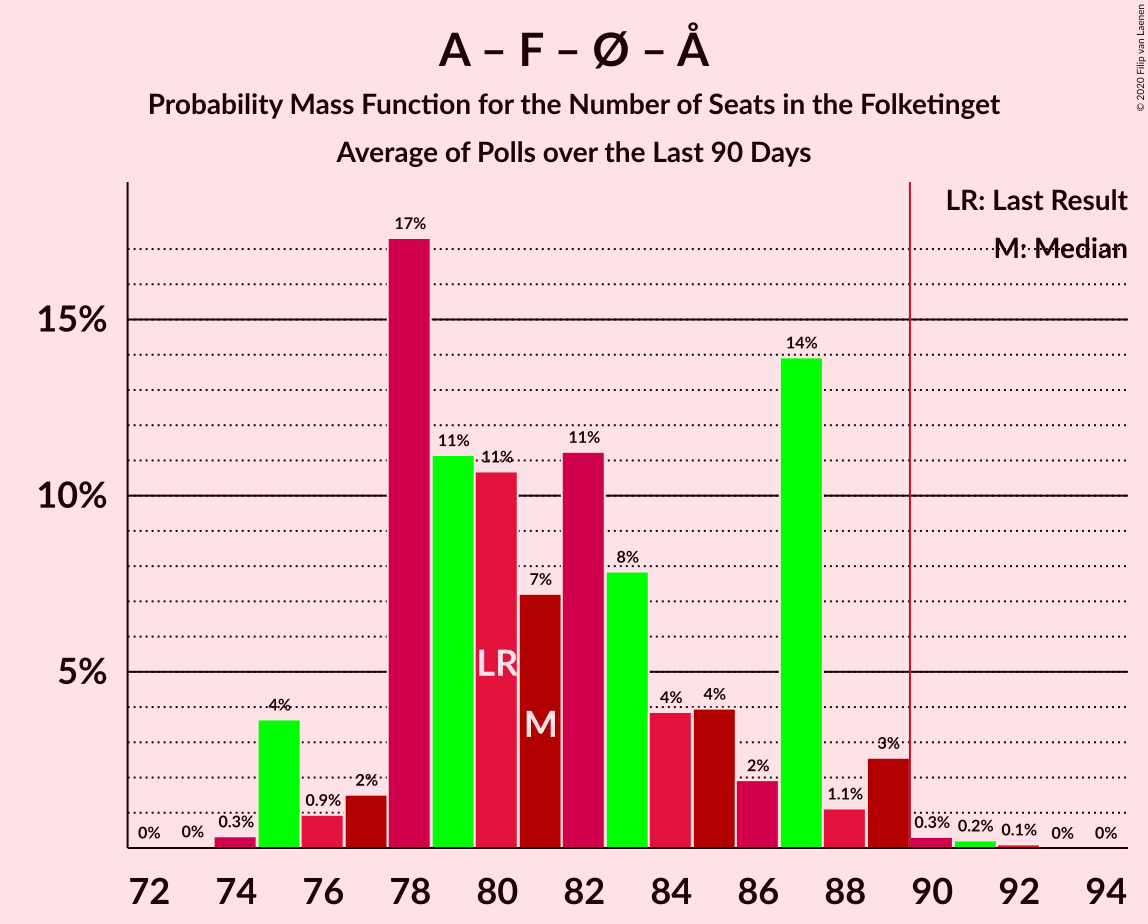 A – F – Ø – Å
Probability Mass Function for the Number of Seats in the Folketinget
Average of Polls over the Last 90 Days
© 2020 Filip van Laenen
LR: Last Result
M: Median
15%
10%
5%
0%
0%
0.3%
4%
0.9%
2%
17%
11%
11%
7%
11%
8%
4%
4%
2%
14%
1.1%
3%
0.3%
0.2%
0.1%
0%
0%
LR
M
72 74 76 78 80 82 84 86 88 90 92 94